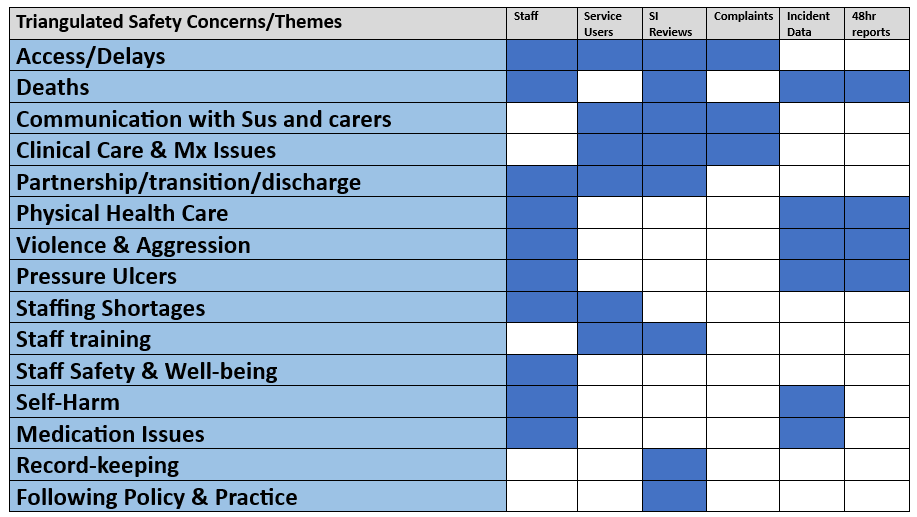 Triangulated Safety Concerns/Themes
Staff
Service Users
SI Reviews
Complaints
Incident Data
48hr reports
Access/Delays
Deaths
Communication with Sus and carers
Clinical Care & Mx Issues
Partnership/transition/discharge
Physical Health Care
Violence & Aggression
Pressure Ulcers
Staffing Shortages
Staff training
Staff Safety & Well-being
Self-Harm
Medication Issues
Record-keeping
Following Policy & Practice